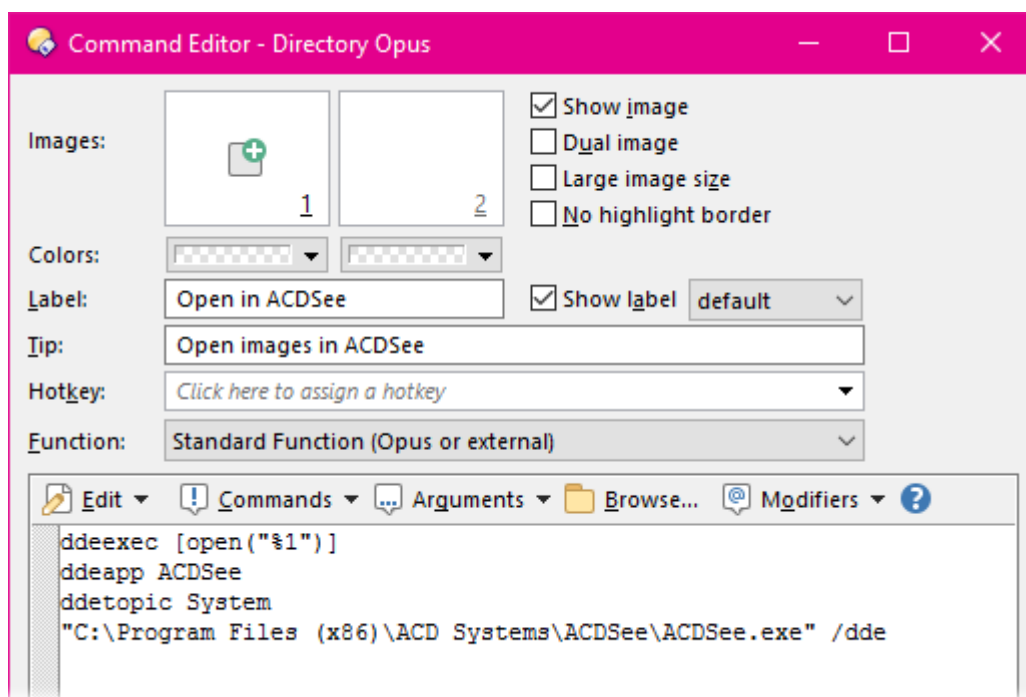 Command Editor - Directory Opus
Images:
1
2
Show image
Dual image
Large image size
No highlight border
Colors:
Label:
Open in ACDSee
Show label
default
Tip:
Open images in ACDSee
Hotkey:
Click here to assign a hotkey
Function:
Standard Function (Opus or external)
Edit Commands Arguments Browse... Modifiers ?
ddeexec [open("%1")]
ddeapp ACDSee
ddetopic System
"C:\Program Files (x86)\ACD Systems\ACDSee\ACDSee.exe" /dde